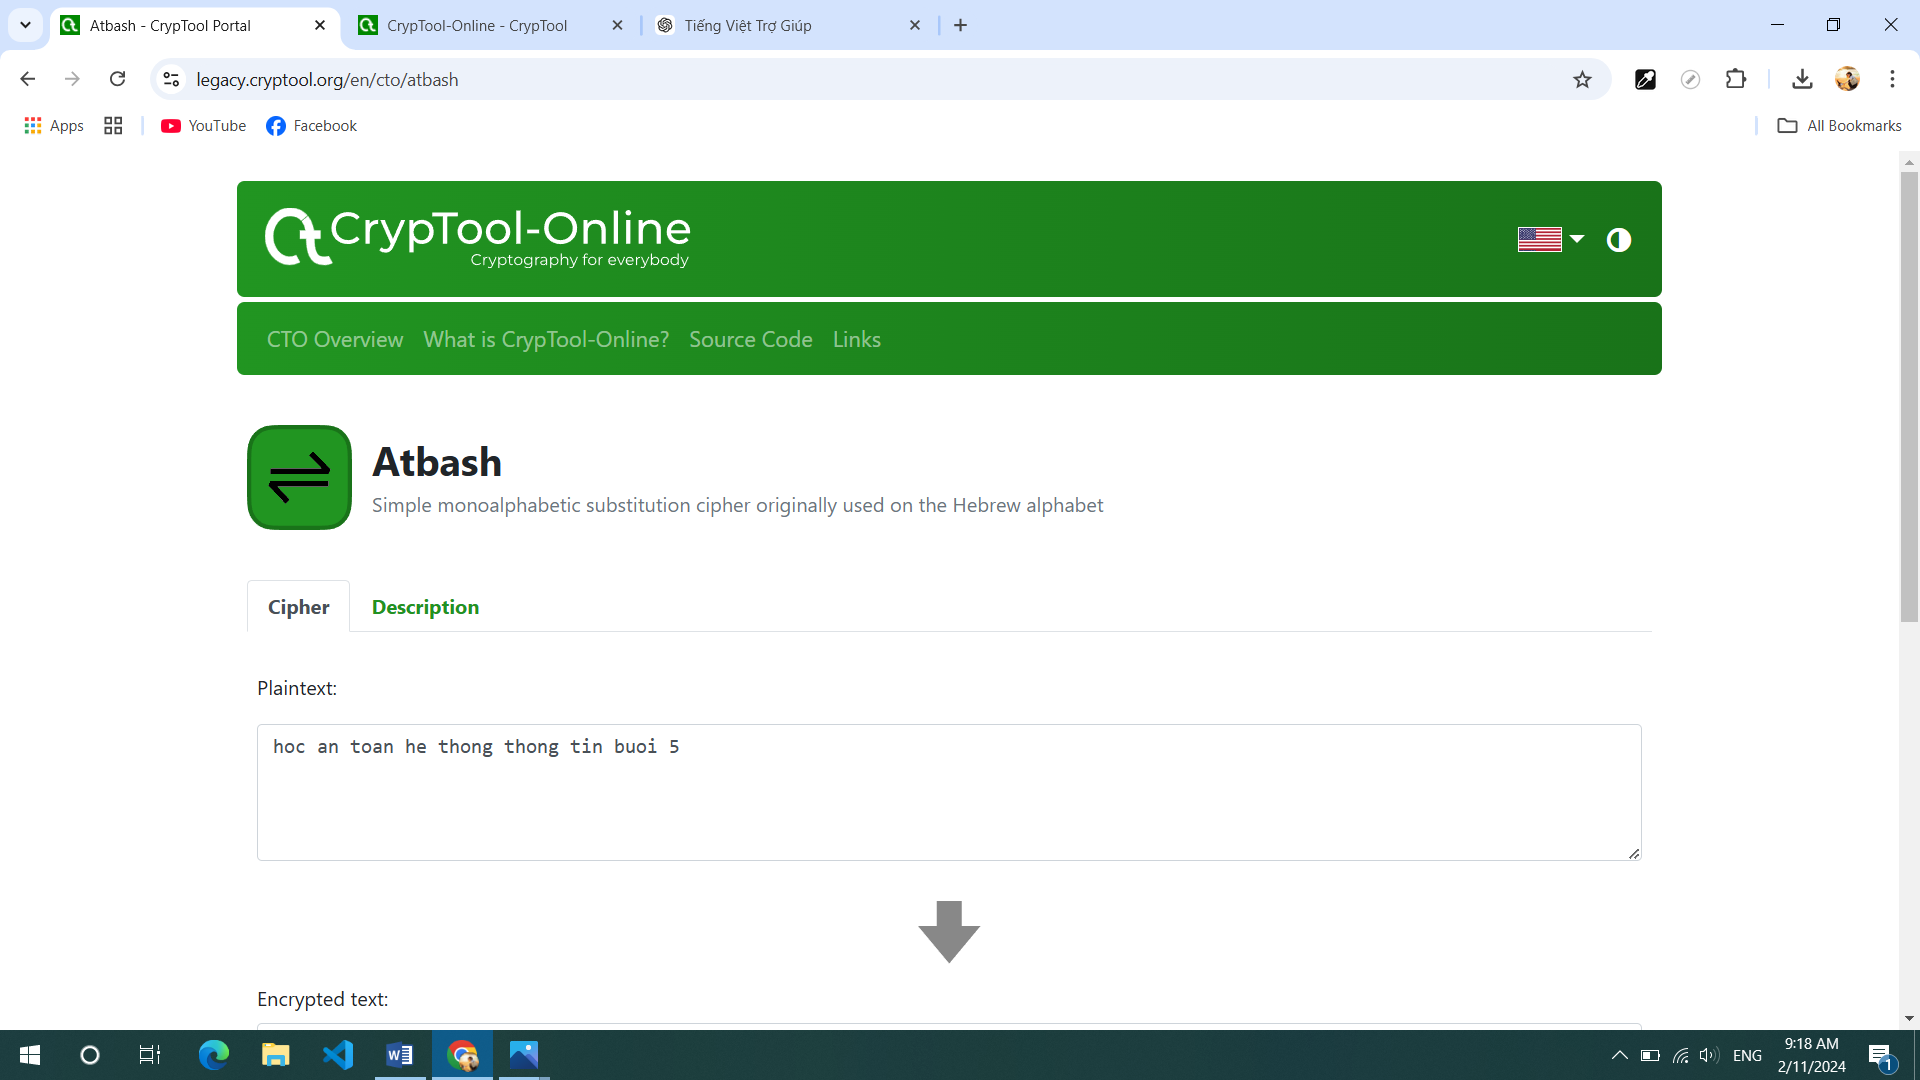 Atbash - CrypTool Portal
CrypTool-Online - CrypTool
Tiếng Việt Trợ Giúp
legacy.cryptool.org/en/cto/atbash
Apps
YouTube
Facebook
All Bookmarks
CrypTool-Online
Cryptography for everybody
CTO Overview
What is CrypTool-Online?
Source Code
Links
Atbash
Simple monoalphabetic substitution cipher originally used on the Hebrew alphabet
Cipher
Description
Plaintext:
hoc an toan he thong thong tin buoi 5
Encrypted text:
ENG
9:18 AM
2/11/2024
1